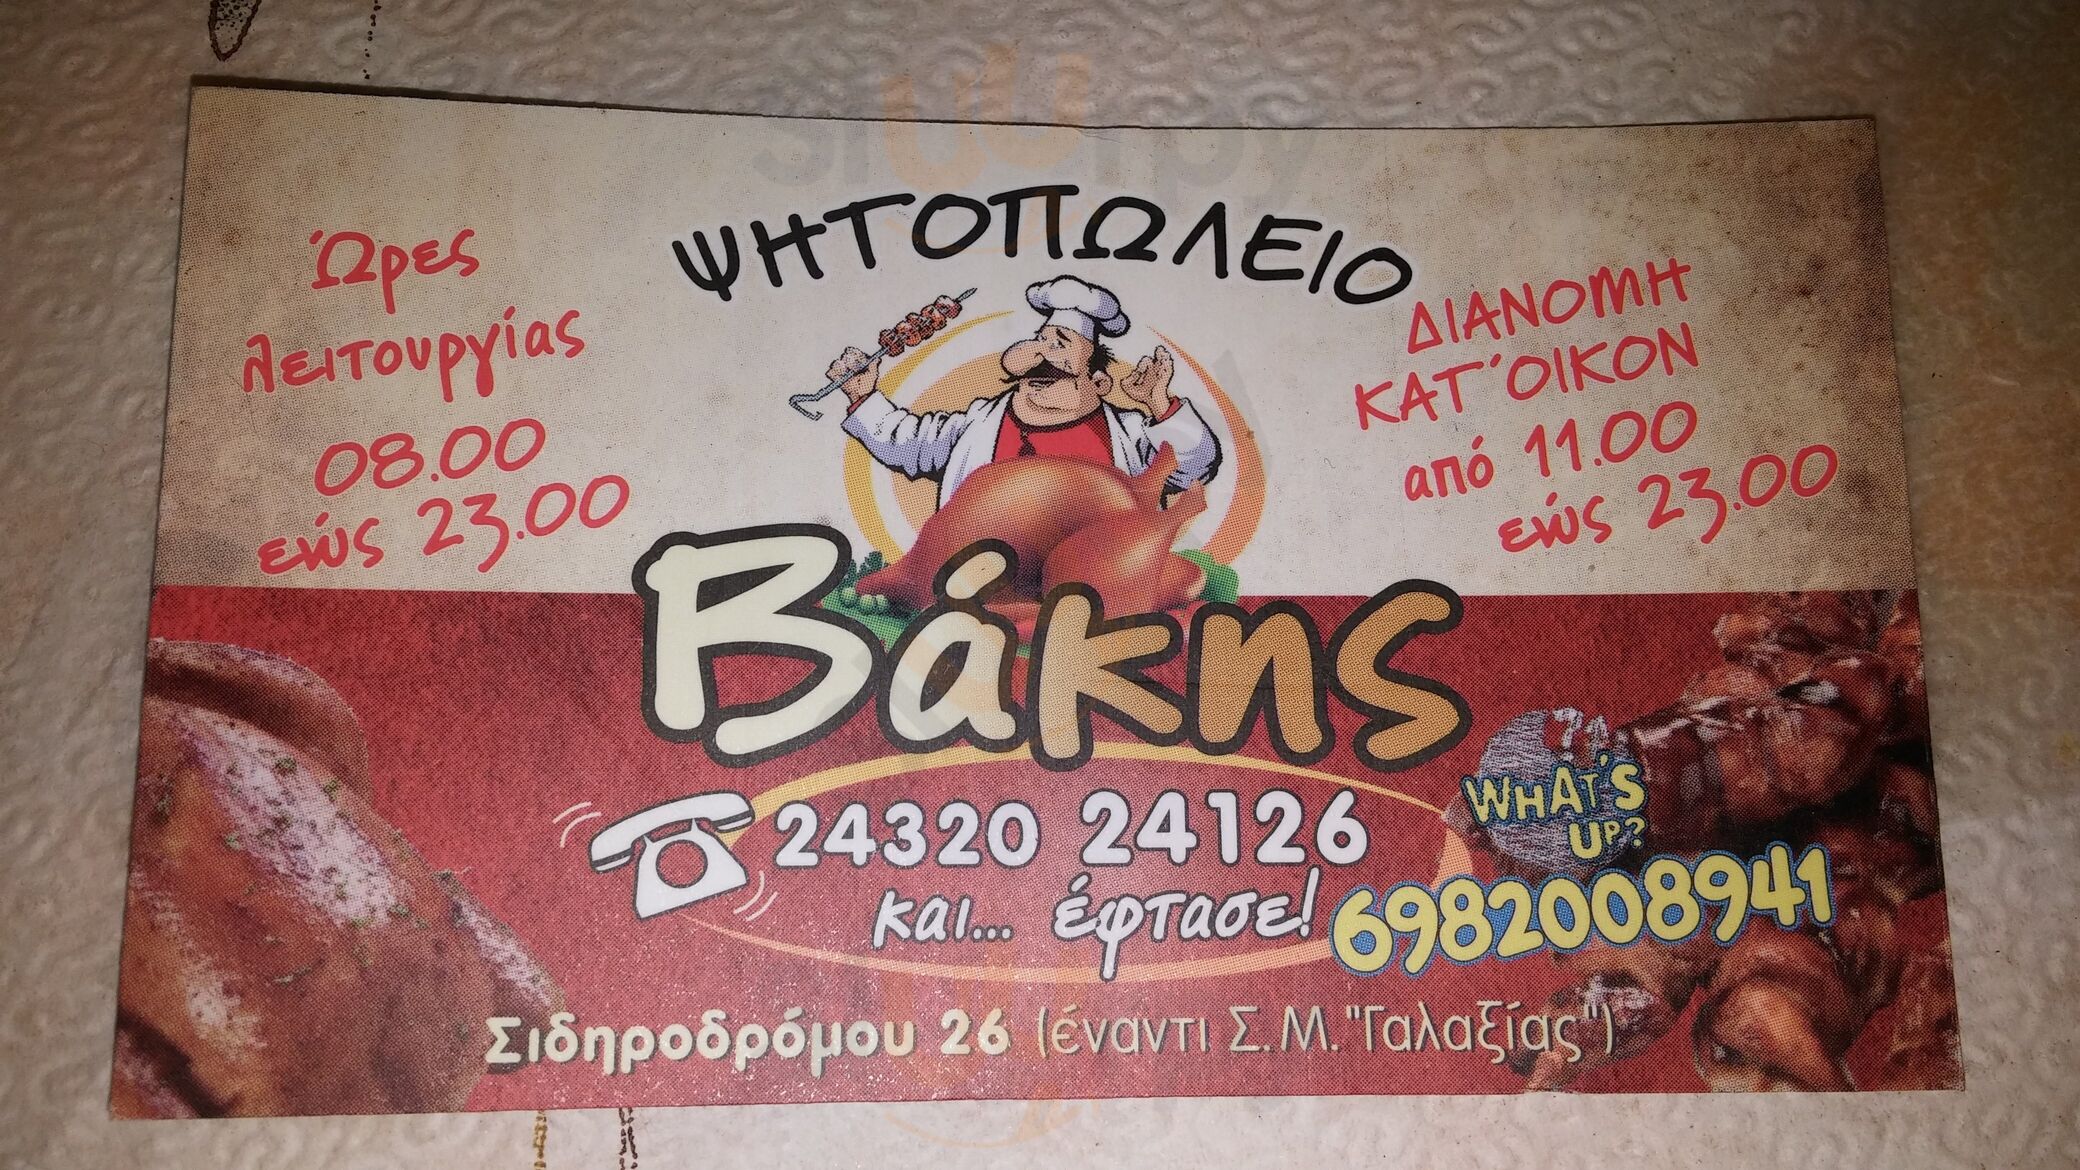 ΨΗΤΟΠΩΛΕΙΟ
Ώρες
λειτουργίας
08.00
εώς 23.00
ΔΙΑΝΟΜΗ
ΚΑΤ'ΟΙΚΟΝ
από 11.00
εώς 23.00
Βάκης
24320 24126
και... έφτασε!
WHAT'S
UP?
6982008941
Σιδηροδρόμου 26 (έναντι Σ.Μ. "Γαλαξίας")
sluurpy